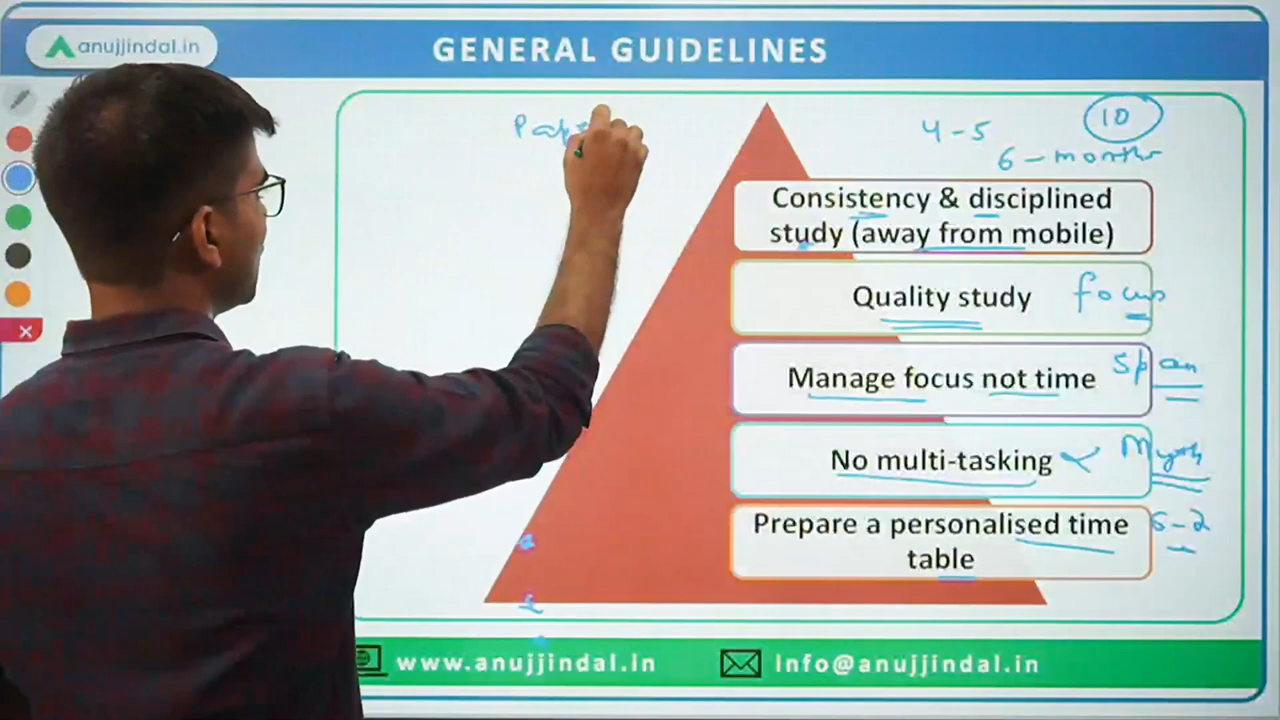 anujjindal.in
GENERAL GUIDELINES
4-5
10
6-months
Consistency & disciplined
study (away from mobile)
Quality study
focus
Manage focus not time
span
No multi-tasking
Myth
Prepare a personalised time
table
www.anujjindal.in
info@anujjindal.in